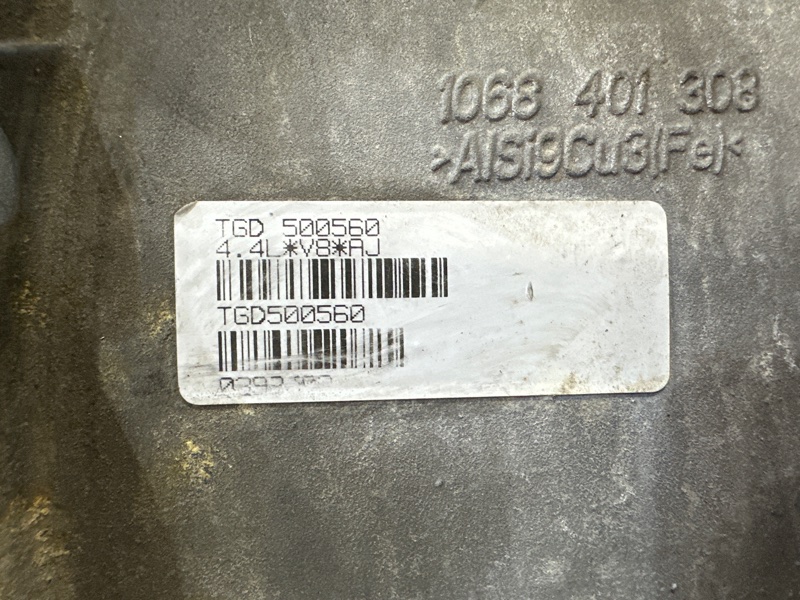 1068 401 308
>AlSi9Cu3(Fe)<
TGD 500560
4.4L*V8*AJ
TGD500560